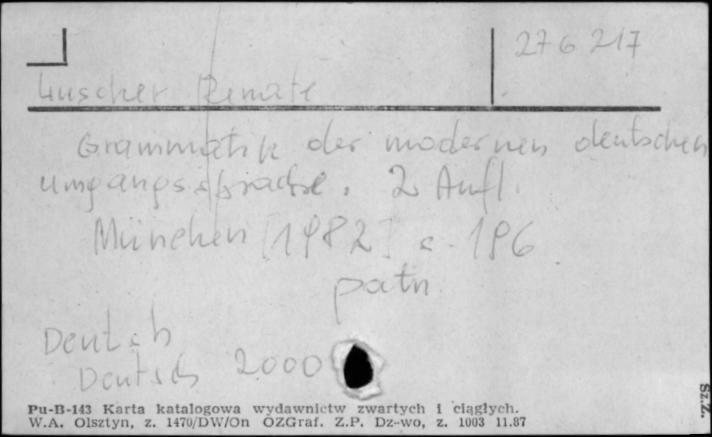 276 217
Luscher Renate
Grammatik der modernen deutschen
Umgangssprache. 2 Aufl.
München [1982] s. 196
patn
Deutsch
Deutsch 2000
Pu-B-143 Karta katalogowa wydawnictw zwartych i ciągłych.
W.A. Olsztyn, z. 1470/DW/On OZGraf. Z.P. Dz-wo, z. 1003 11.87
Sz.Z.